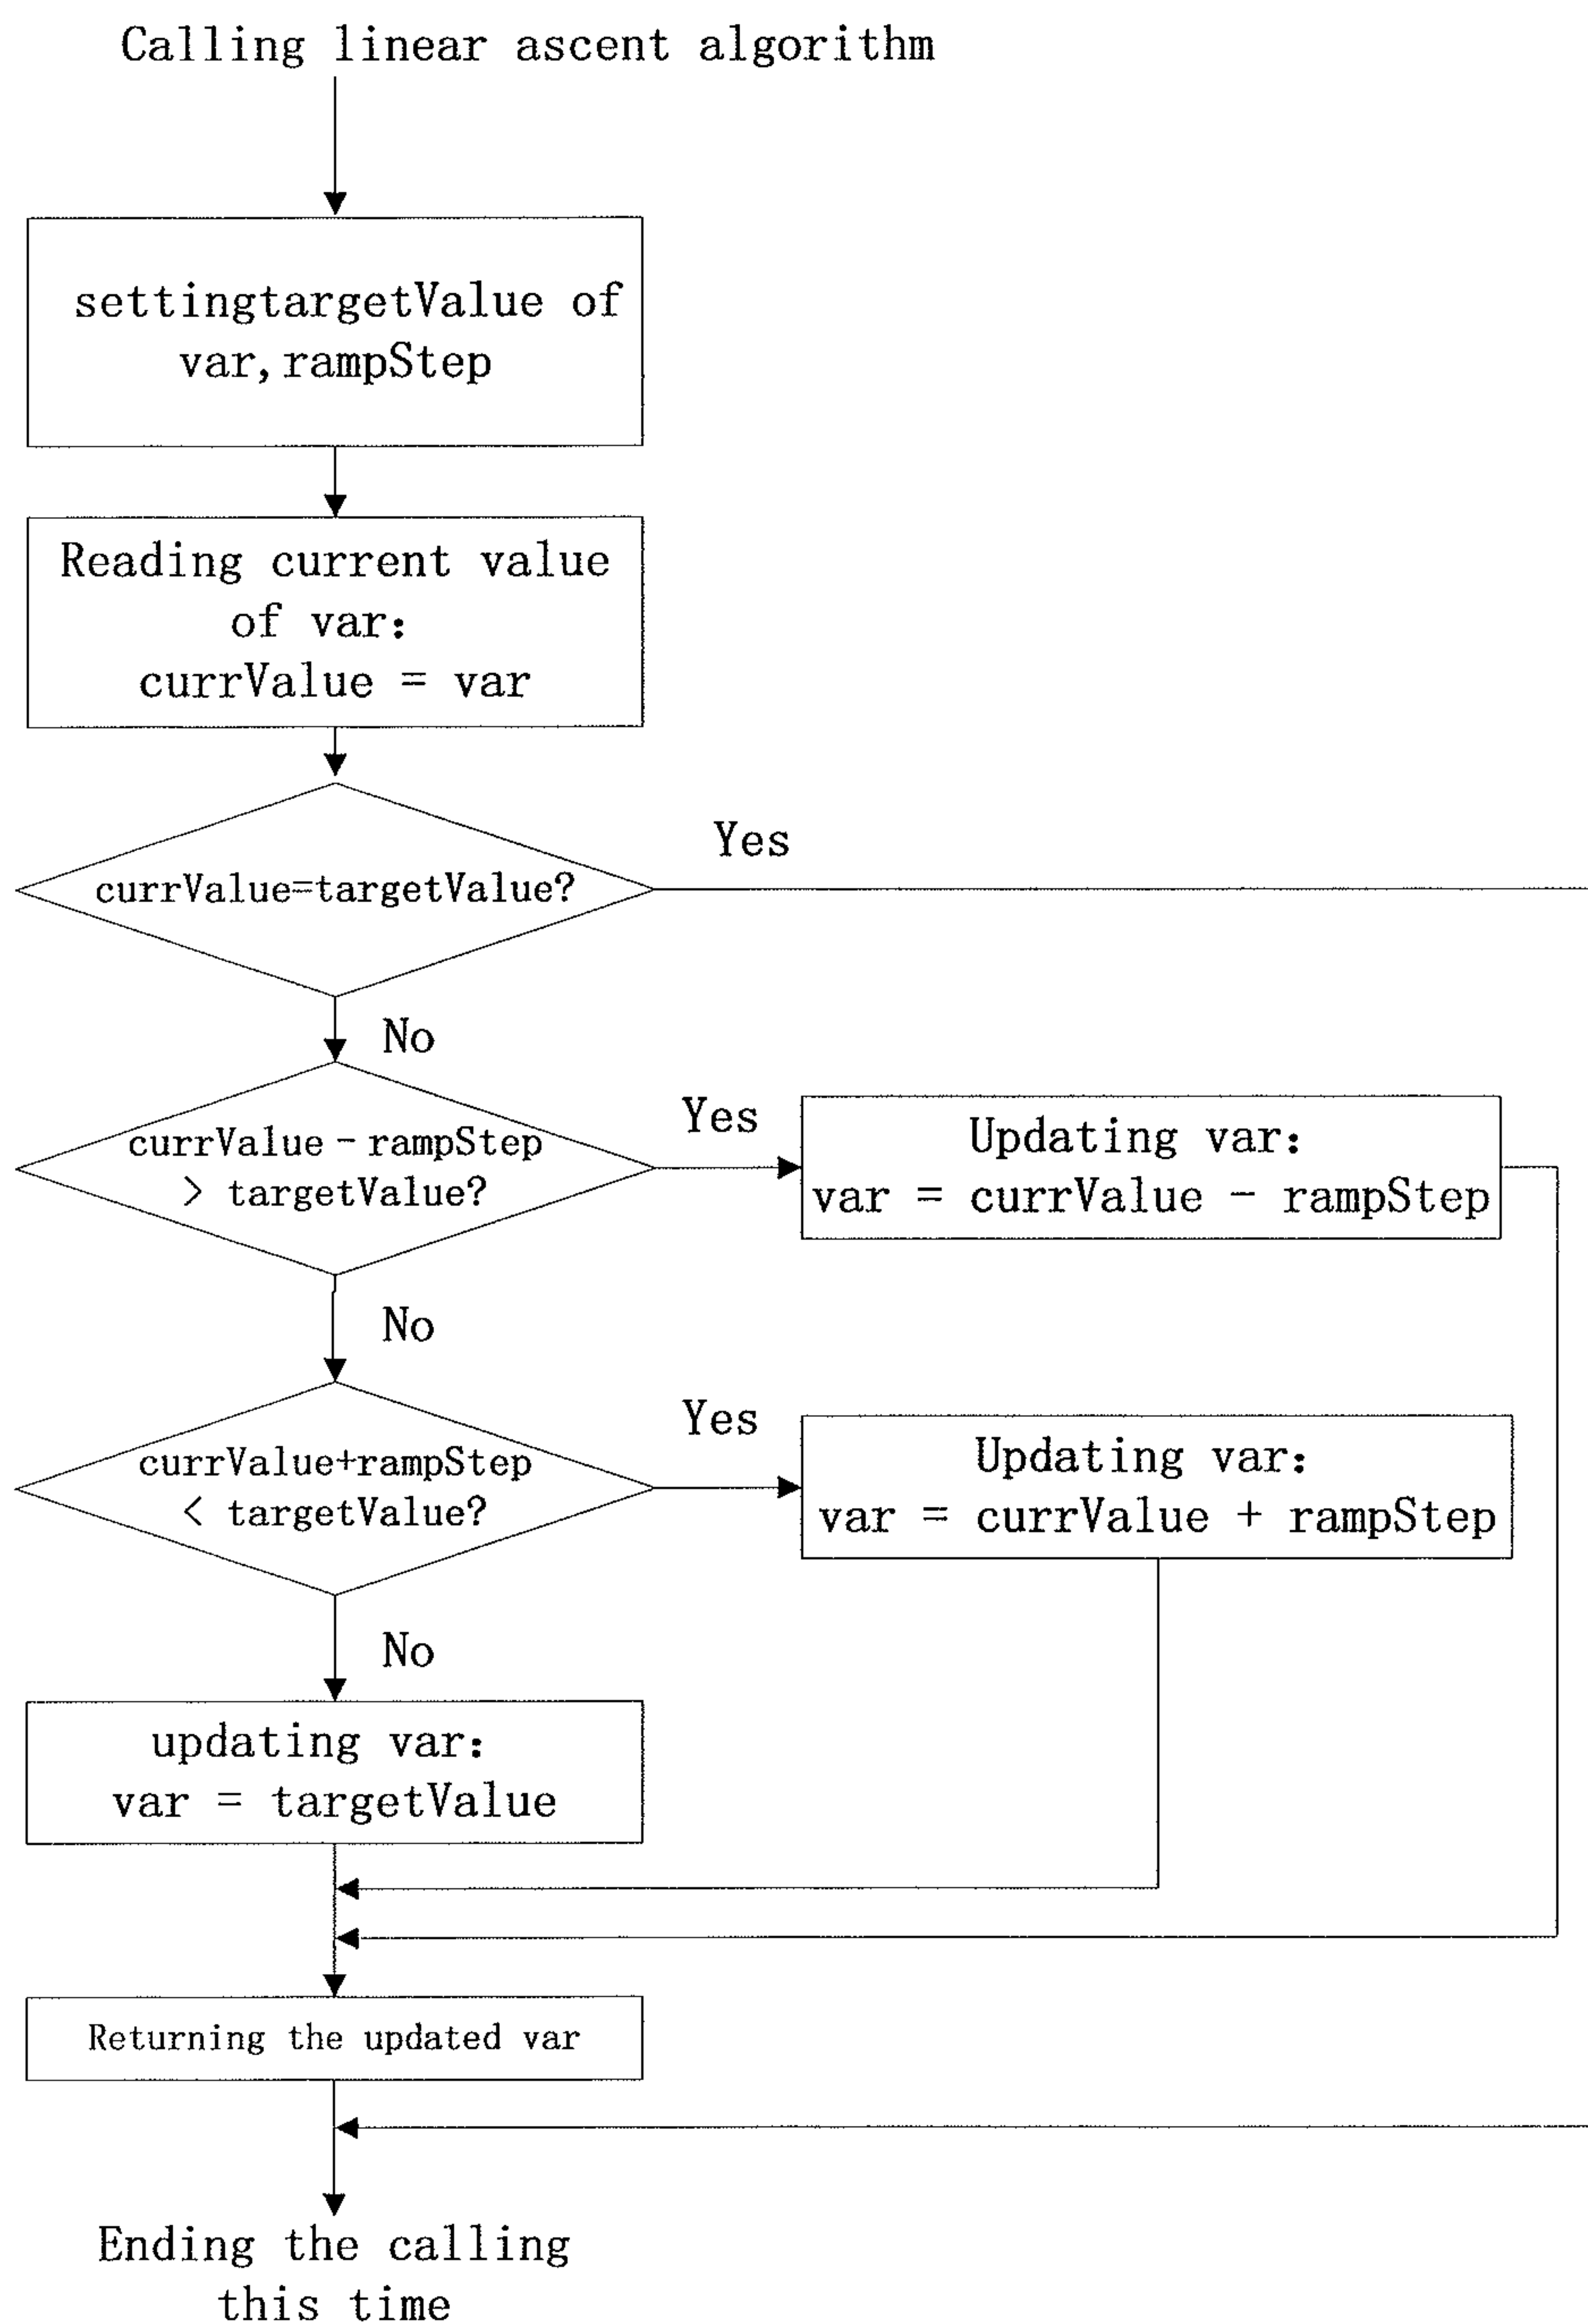 Calling linear ascent algorithm
settingtargetValue of
var,rampStep
Reading current value
of var:
currValue = var
Yes
currValue=targetValue?
No
currValue-rampStep
> targetValue?
Yes
Updating var:
var = currValue - rampStep
No
currValue+rampStep
< targetValue?
Yes
Updating var:
var = currValue + rampStep
No
updating var:
var = targetValue
Returning the updated var
Ending the calling
this time